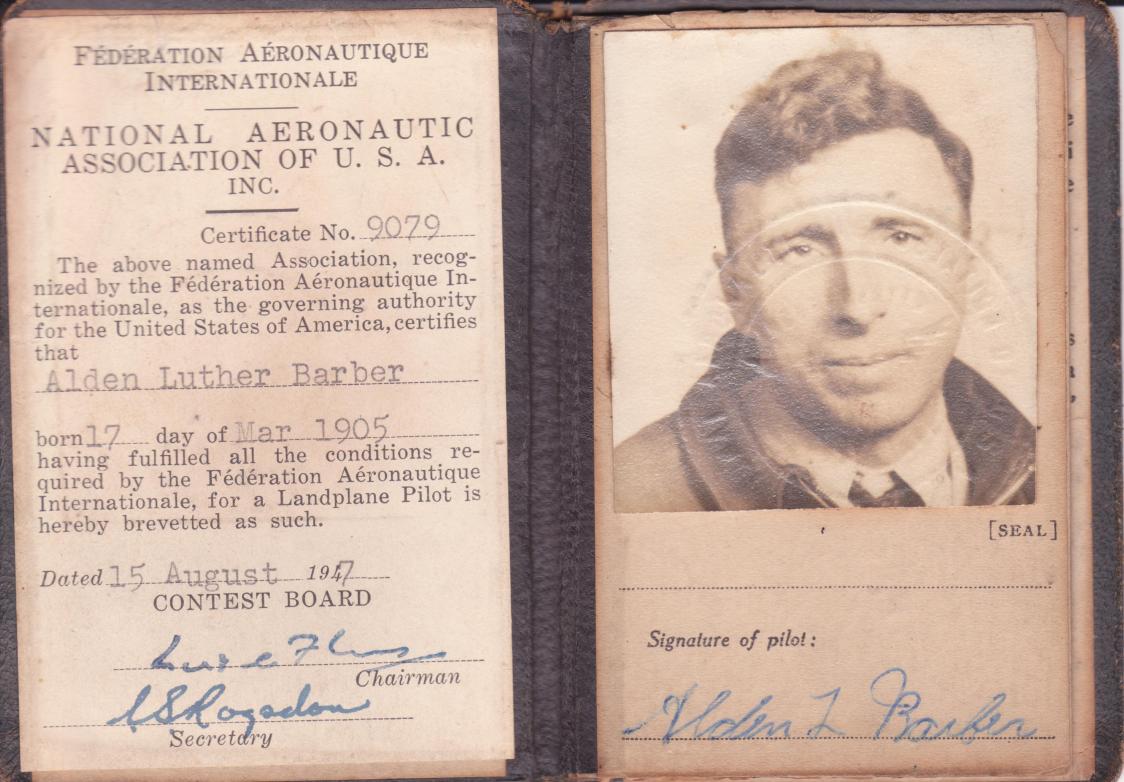 FÉDÉRATION AÉRONAUTIQUE
INTERNATIONALE
NATIONAL AERONAUTIC
ASSOCIATION OF U. S. A.
INC.
Certificate No. 9079
The above named Association, recog-
nized by the Fédération Aéronautique In-
ternationale, as the governing authority
for the United States of America, certifies
that
Alden Luther Barber
born 17 day of Mar 1905
having fulfilled all the conditions re-
quired by the Fédération Aéronautique
Internationale, for a Landplane Pilot is
hereby brevetted as such.
Dated 15 August 1947
CONTEST BOARD
Chairman
Secretary
[SEAL]
Signature of pilot:
Alden L Barber